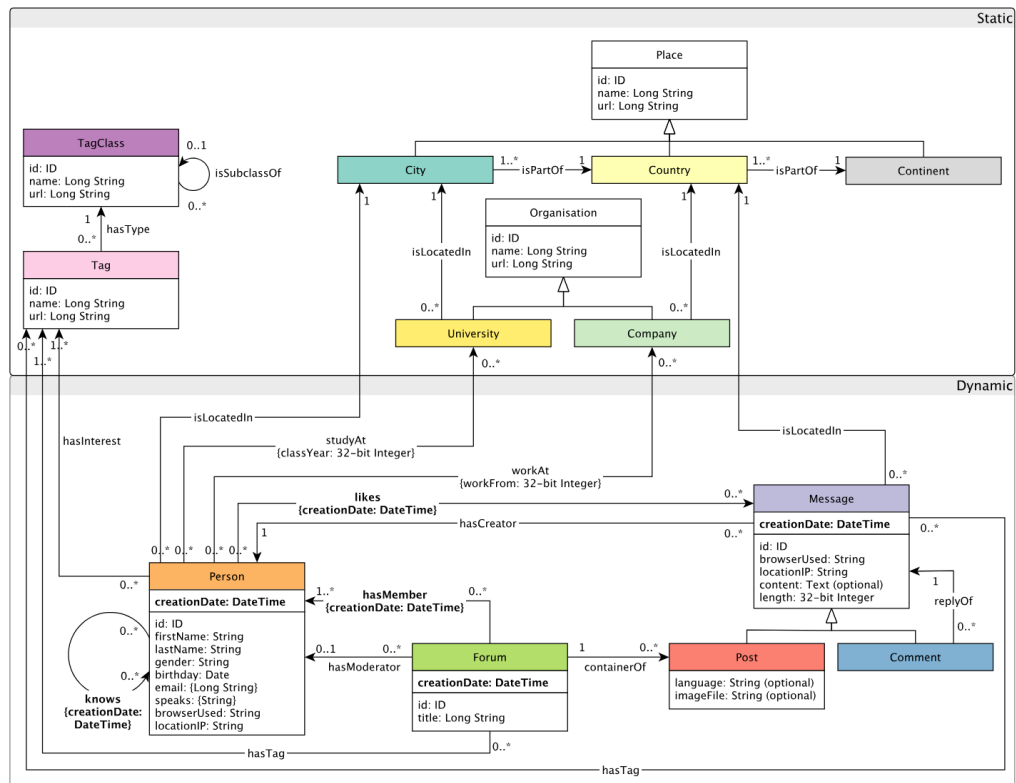 Static
Place
id: ID
name: Long String
url: Long String
TagClass
id: ID
name: Long String
url: Long String
0..1
isSubclassOf
0..*
City
1..*
isPartOf
1
Country
1..*
isPartOf
1
Continent
1
1
1
1
Organisation
id: ID
name: Long String
url: Long String
1
hasType
0..*
Tag
id: ID
name: Long String
url: Long String
isLocatedIn
isLocatedIn
0..*
0..*
University
Company
0..*
1..*
1..*
0..*
0..*
Dynamic
hasInterest
isLocatedIn
studyAt
{classYear: 32-bit Integer}
workAt
{workFrom: 32-bit Integer}
isLocatedIn
0..*
likes
{creationDate: DateTime}
0..*
hasCreator
1
0..*
Message
creationDate: DateTime
id: ID
browserUsed: String
locationIP: String
content: Text (optional)
length: 32-bit Integer
0..*
1
replyOf
0..*
0..*
0..*
0..*
0..*
0..*
Person
creationDate: DateTime
id: ID
firstName: String
lastName: String
gender: String
birthday: Date
email: {Long String}
speaks: {String}
browserUsed: String
locationIP: String
0..*
0..*
knows
{creationDate:
DateTime}
1..*
hasMember
{creationDate: DateTime}
0..*
0..1
hasModerator
0..*
Forum
creationDate: DateTime
id: ID
title: Long String
1
containerOf
0..*
Post
language: String (optional)
imageFile: String (optional)
Comment
0..*
hasTag
hasTag